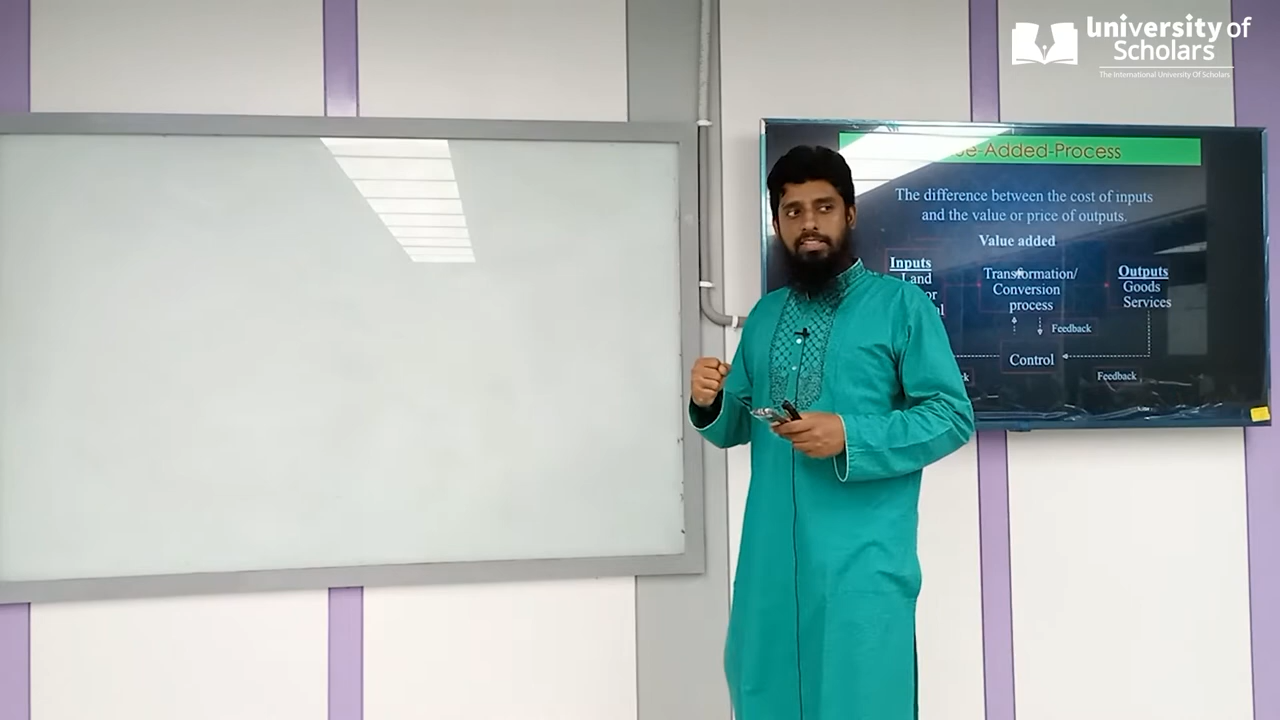 University of
Scholars
The International University Of Scholars
-Added-Process
The difference between the cost of inputs
and the value or price of outputs.
Value added
Inputs
Land
Transformation/
Conversion
process
Outputs
Goods
Services
Feedback
Control
Feedback